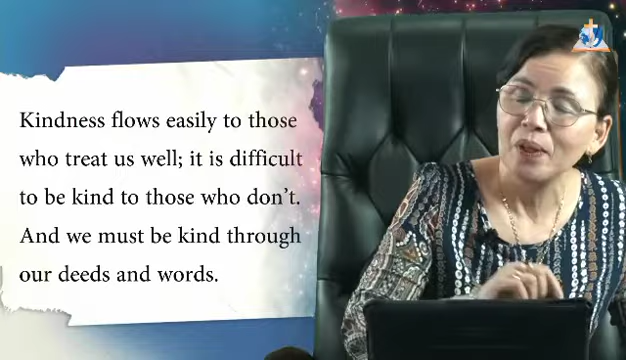 Kindness flows easily to those
who treat us well; it is difficult
to be kind to those who don't.
And we must be kind through
our deeds and words.